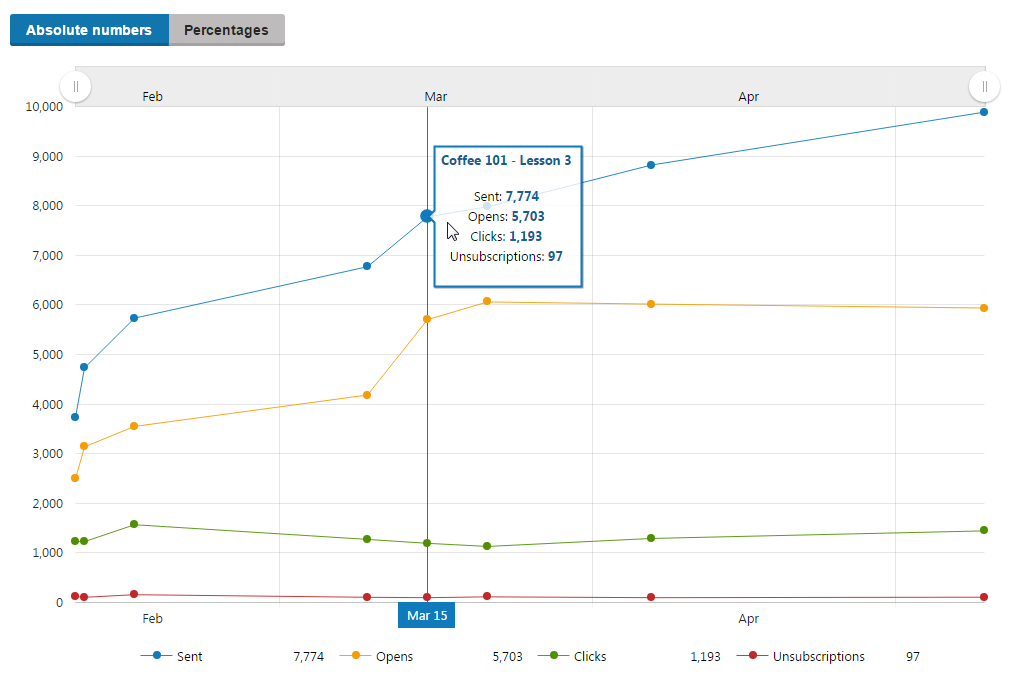 Absolute numbers Percentages
Feb Mar Apr
10,000
9,000
Coffee 101 - Lesson 3
8,000
Sent: 7,774
Opens: 5,703
Clicks: 1,193
7,000
Unsubscriptions: 97
6,000
5,000
4,000
3,000
2,000
1,000
0
Feb Mar 15 Apr
Sent 7,774 Opens 5,703 Clicks 1,193 Unsubscriptions 97